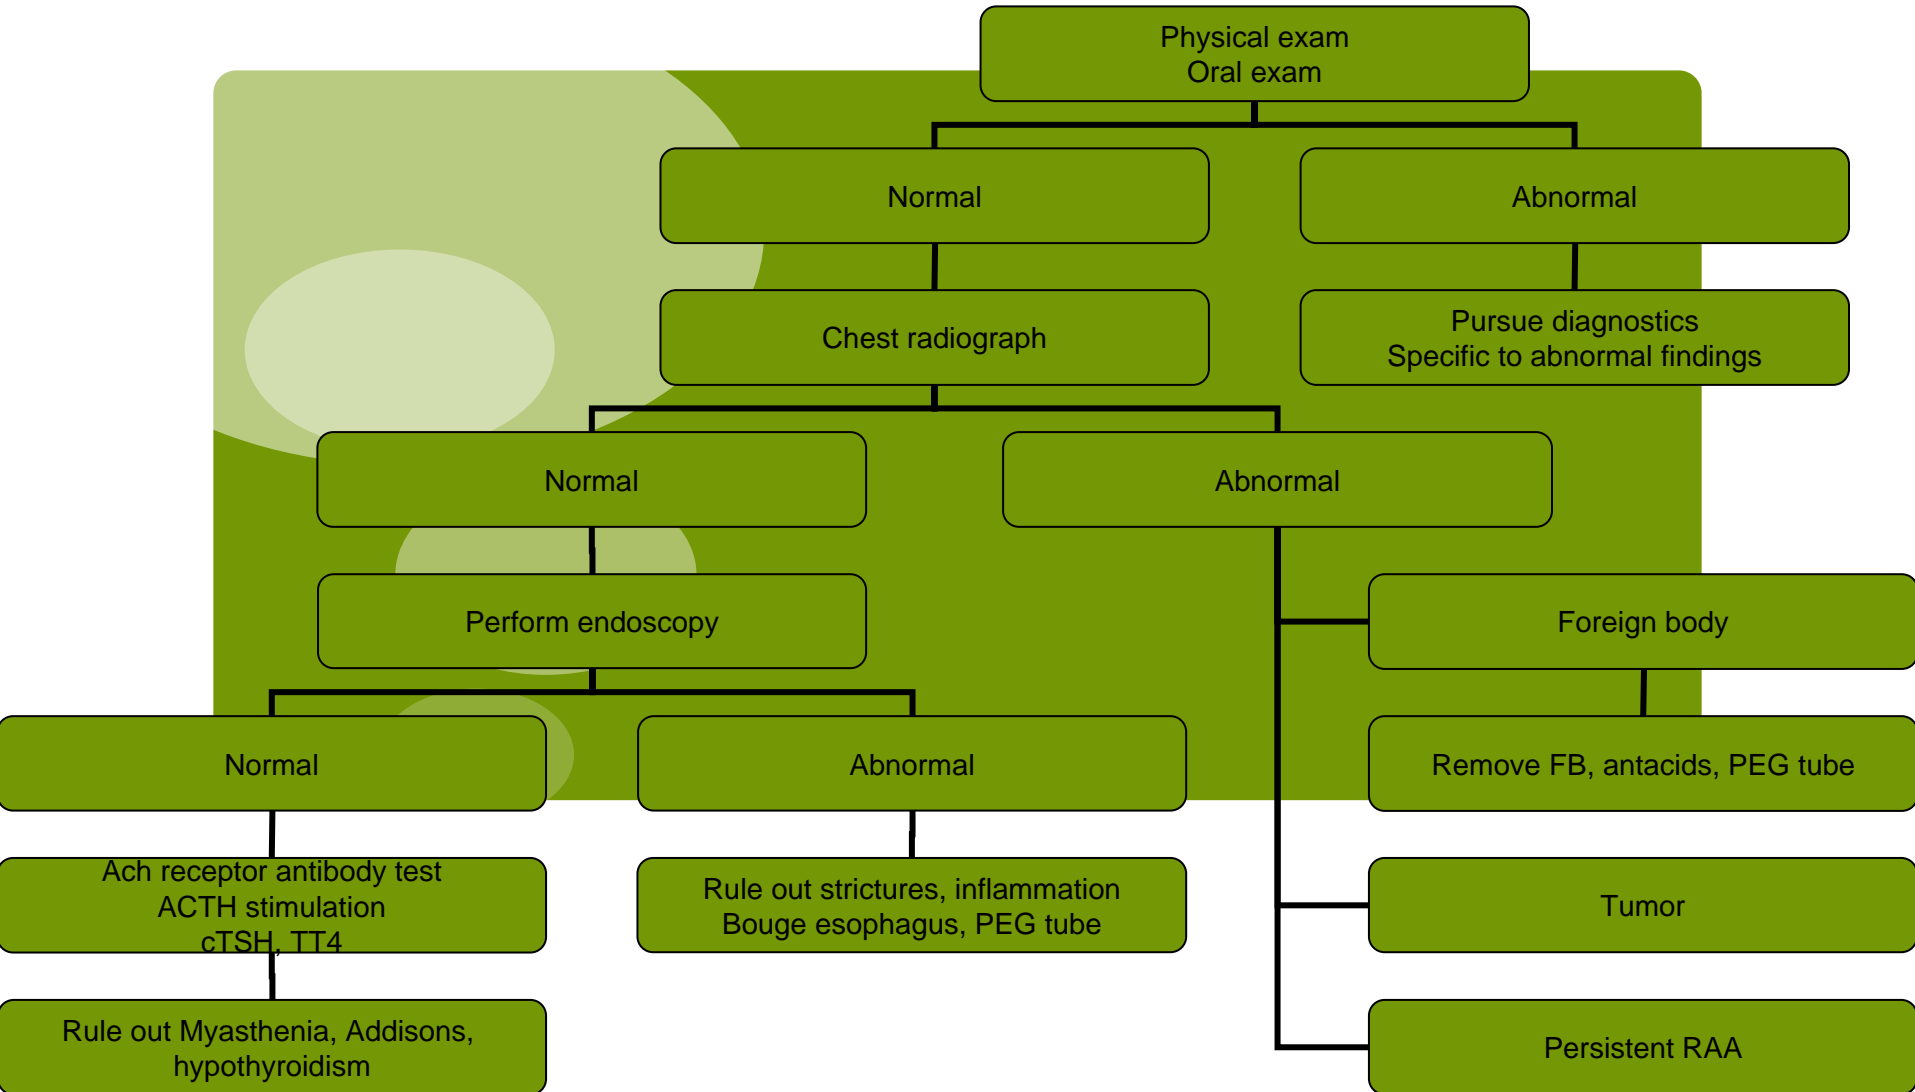 Physical exam
Oral exam
Normal
Abnormal
Chest radiograph
Pursue diagnostics
Specific to abnormal findings
Normal
Abnormal
Perform endoscopy
Foreign body
Normal
Abnormal
Remove FB, antacids, PEG tube
Ach receptor antibody test
ACTH stimulation
cTSH, TT4
Rule out strictures, inflammation
Bouge esophagus, PEG tube
Tumor
Rule out Myasthenia, Addisons,
hypothyroidism
Persistent RAA